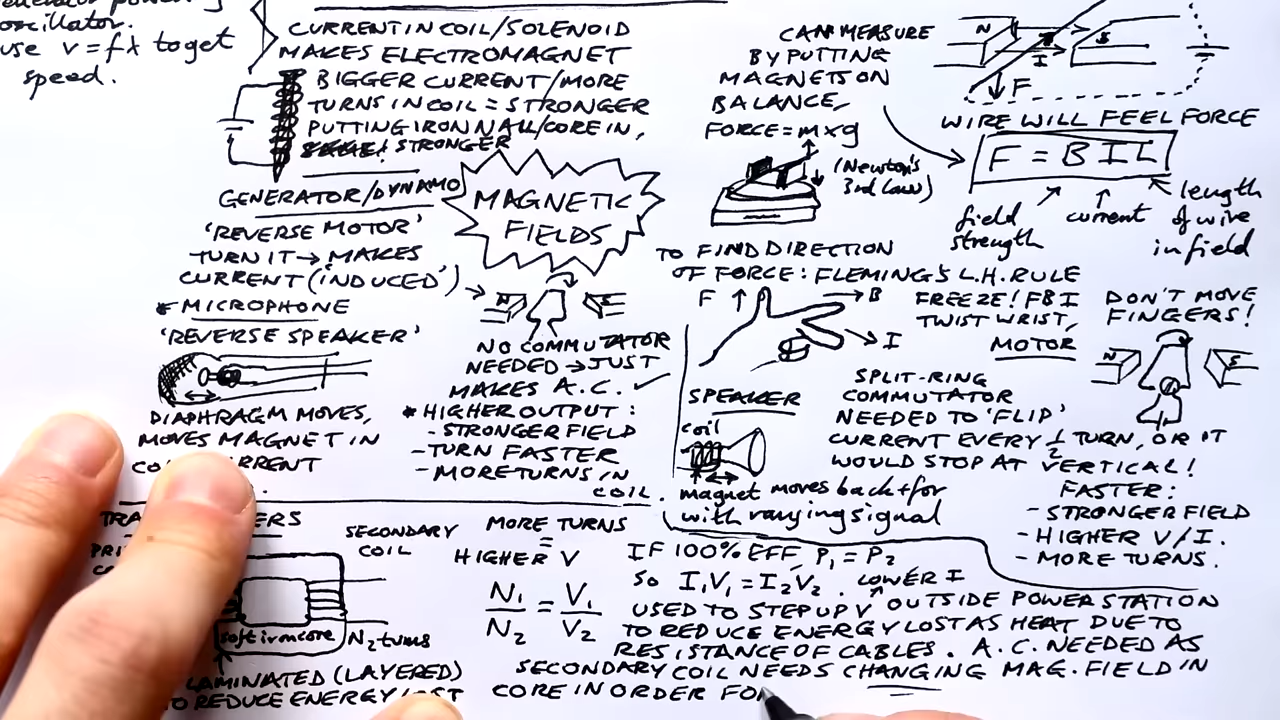 oscillator.
use v = fλ to get
speed.
CURRENT IN COIL/SOLENOID
MAKES ELECTROMAGNET
BIGGER CURRENT/MORE
TURNS IN COIL = STRONGER
PUTTING IRON NAIL/CORE IN,
STRONGER
GENERATOR/DYNAMO
'REVERSE MOTOR'
TURN IT → MAKES
CURRENT ('INDUCED')
* MICROPHONE
'REVERSE SPEAKER'
DIAPHRAGM MOVES,
MOVES MAGNET IN
MAGNETIC
FIELDS
N S
NO COMMUTATOR
NEEDED → JUST
MAKES A.C. ✓
* HIGHER OUTPUT:
- STRONGER FIELD
- TURN FASTER
- MORE TURNS IN
COIL.
CAN MEASURE
BY PUTTING
MAGNETS ON
BALANCE,
FORCE = m x g
(Newton's
3rd Law)
N S
I
F
WIRE WILL FEEL FORCE
F = BIL
field
strength
current
length
of wire
in field
TO FIND DIRECTION
OF FORCE: FLEMING'S L.H. RULE
F ↑ → B
I
FREEZE! FBI
TWIST WRIST,
DON'T MOVE
FINGERS!
MOTOR
N S
SPLIT-RING
COMMUTATOR
NEEDED TO 'FLIP'
CURRENT EVERY 1/2 TURN, OR IT
WOULD STOP AT VERTICAL!
FASTER:
- STRONGER FIELD
- HIGHER V/I.
- MORE TURNS.
SPEAKER
coil
magnet moves back + for
with varying signal
SECONDARY
COIL
soft iron core
N2 turns
LAMINATED (LAYERED)
TO REDUCE ENERGY LOST
MORE TURNS
=
HIGHER V
N1/N2 = V1/V2
IF 100% EFF, P1 = P2
SO I1V1 = I2V2. LOWER I
USED TO STEP UP V OUTSIDE POWER STATION
TO REDUCE ENERGY LOST AS HEAT DUE TO
RESISTANCE OF CABLES. A.C. NEEDED AS
SECONDARY COIL NEEDS CHANGING MAG. FIELD IN
CORE IN ORDER FO